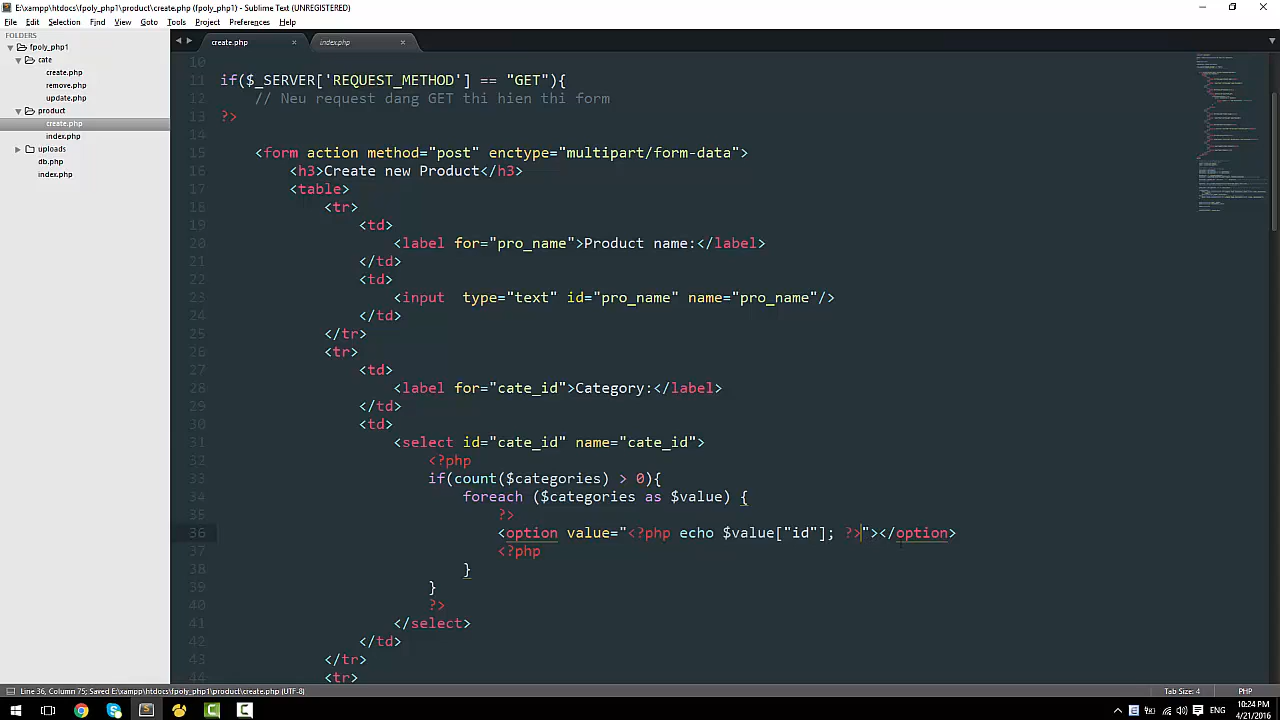 E:\xampp\htdocs\fpoly_php1\product\create.php (fpoly_php1) - Sublime Text (UNREGISTERED)
File Edit Selection Find View Goto Tools Project Preferences Help
FOLDERS
fpoly_php1
cate
create.php
remove.php
update.php
product
create.php
index.php
uploads
db.php
index.php
create.php index.php
10
11 if($_SERVER['REQUEST_METHOD'] == "GET"){
12 // Neu request dang GET thi hien thi form
13 ?>
14
15 <form action method="post" enctype="multipart/form-data">
16 <h3>Create new Product</h3>
17 <table>
18 <tr>
19 <td>
20 <label for="pro_name">Product name:</label>
21 </td>
22 <td>
23 <input  type="text" id="pro_name" name="pro_name"/>
24 </td>
25 </tr>
26 <tr>
27 <td>
28 <label for="cate_id">Category:</label>
29 </td>
30 <td>
31 <select id="cate_id" name="cate_id">
32 <?php
33 if(count($categories) > 0){
34 foreach ($categories as $value) {
35 ?>
36 <option value="<?php echo $value["id"]; ?>"></option>
37 <?php
38 }
39 }
40 ?>
41 </select>
42 </td>
43 </tr>
44 <tr>
Line 36, Column 75; Saved E:\xampp\htdocs\fpoly_php1\product\create.php (UTF-8) Tab Size: 4 PHP
ENG 10:24 PM
4/21/2016